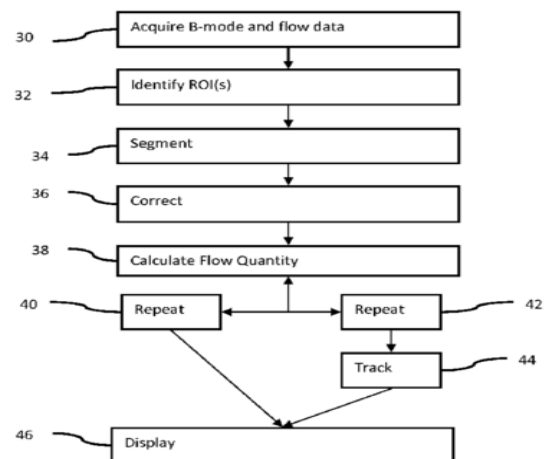 30 Acquire B-mode and flow data
32 Identify ROI(s)
34 Segment
36 Correct
38 Calculate Flow Quantity
40 Repeat Repeat 42
Track 44
46 Display